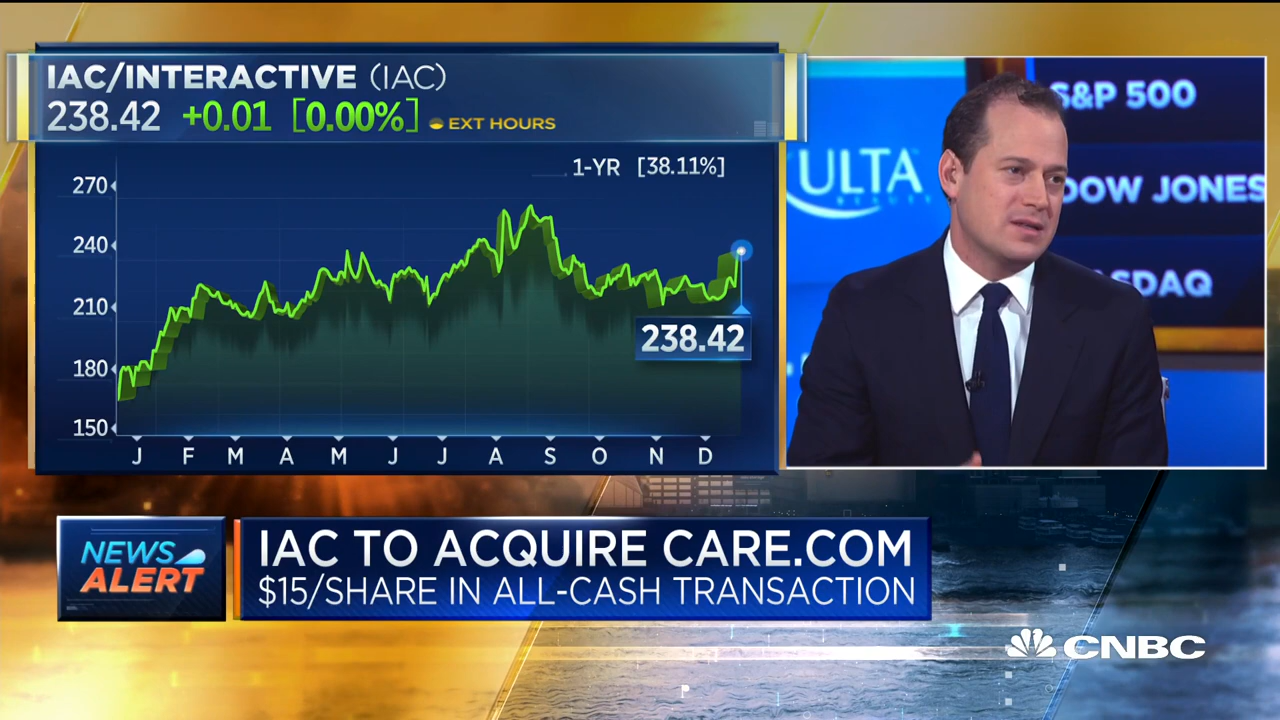 IAC/INTERACTIVE (IAC)
238.42 +0.01 [0.00%] EXT HOURS
1-YR [38.11%]
270
240
210
180
150
238.42
J F M A M J J A S O N D
S&P 500
ULTA
BEAUTY
DOW JONES
NASDAQ
NEWS
ALERT
IAC TO ACQUIRE CARE.COM
$15/SHARE IN ALL-CASH TRANSACTION
CNBC